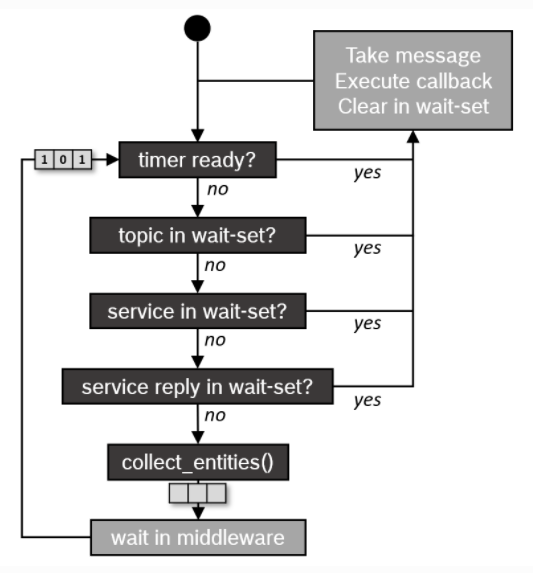 Take message
Execute callback
Clear in wait-set
1 0 1
timer ready?
yes
no
topic in wait-set?
yes
no
service in wait-set?
yes
no
service reply in wait-set?
yes
no
collect_entities()
wait in middleware